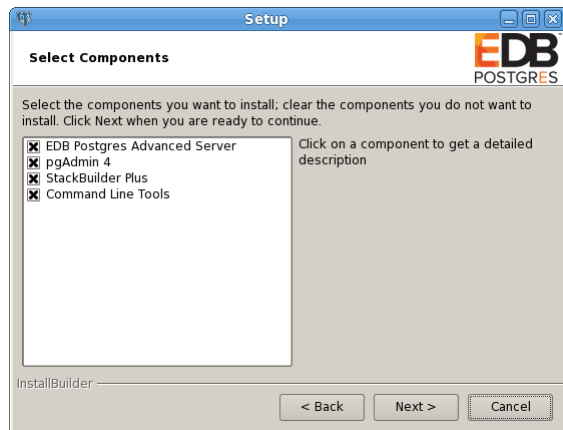 Setup
Select Components
EDB
POSTGRES
Select the components you want to install; clear the components you do not want to
install. Click Next when you are ready to continue.
EDB Postgres Advanced Server
pgAdmin 4
StackBuilder Plus
Command Line Tools
Click on a component to get a detailed
description
InstallBuilder
< Back
Next >
Cancel